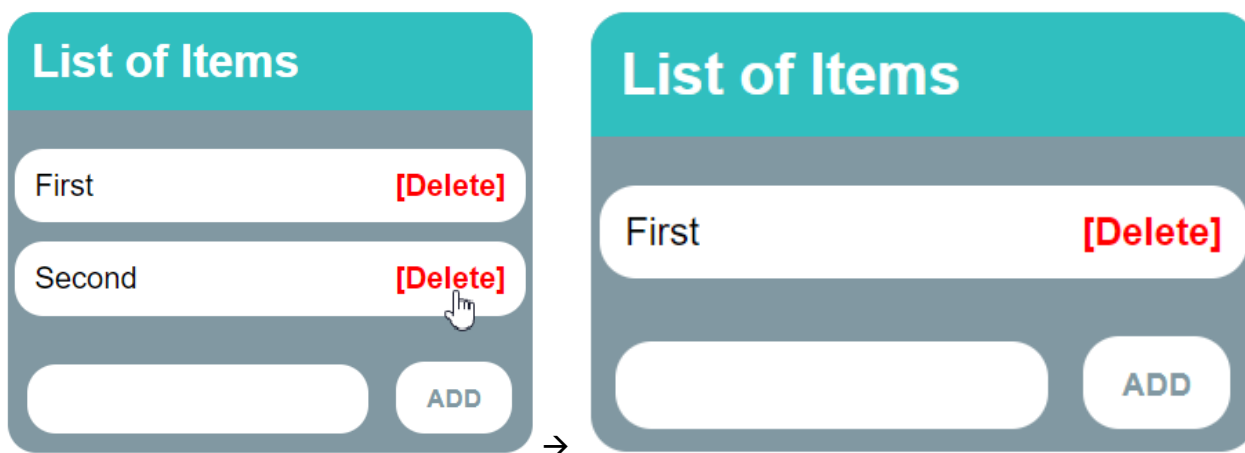 List of Items
First [Delete]
Second [Delete]
ADD
→
List of Items
First [Delete]
ADD